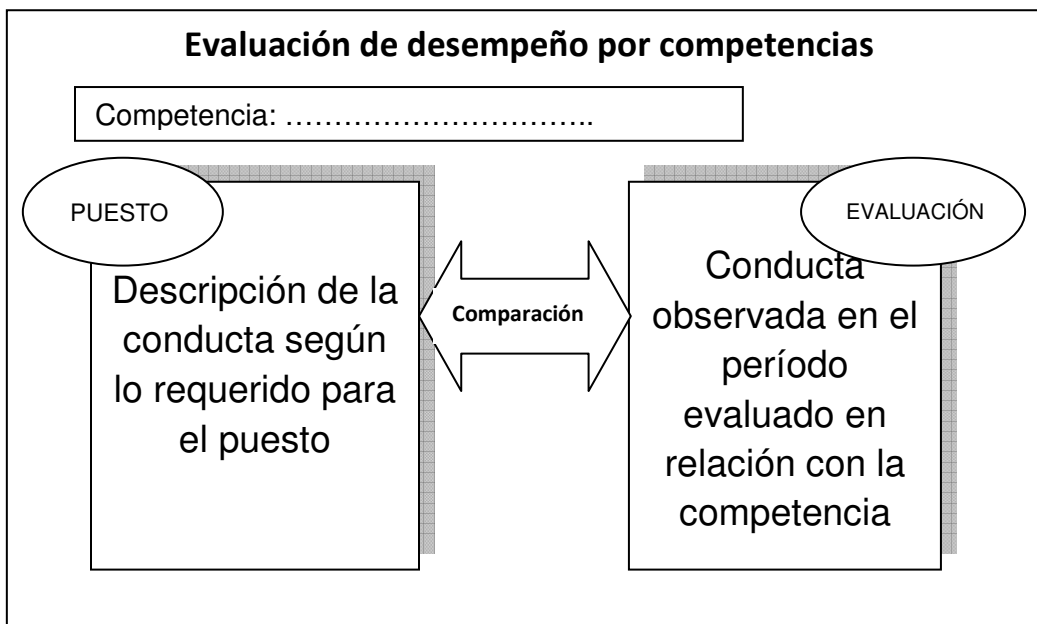 Evaluación de desempeño por competencias
Competencia: …………………………..
PUESTO
Descripción de la
conducta según
lo requerido para
el puesto
Comparación
EVALUACIÓN
Conducta
observada en el
período
evaluado en
relación con la
competencia